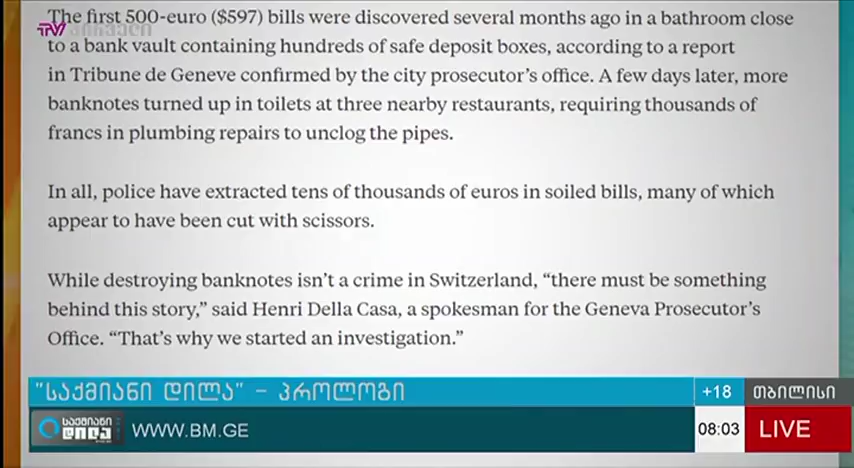 The first 500-euro ($597) bills were discovered several months ago in a bathroom close
to a bank vault containing hundreds of safe deposit boxes, according to a report
in Tribune de Geneve confirmed by the city prosecutor's office. A few days later, more
banknotes turned up in toilets at three nearby restaurants, requiring thousands of
francs in plumbing repairs to unclog the pipes.
In all, police have extracted tens of thousands of euros in soiled bills, many of which
appear to have been cut with scissors.
While destroying banknotes isn't a crime in Switzerland, “there must be something
behind this story,” said Henri Della Casa, a spokesman for the Geneva Prosecutor's
Office. “That's why we started an investigation.”
"საქმიანი დილა" - პროლოგი
+18 თბილისი
საქმიანი
დილა
WWW.BM.GE
08:03 LIVE